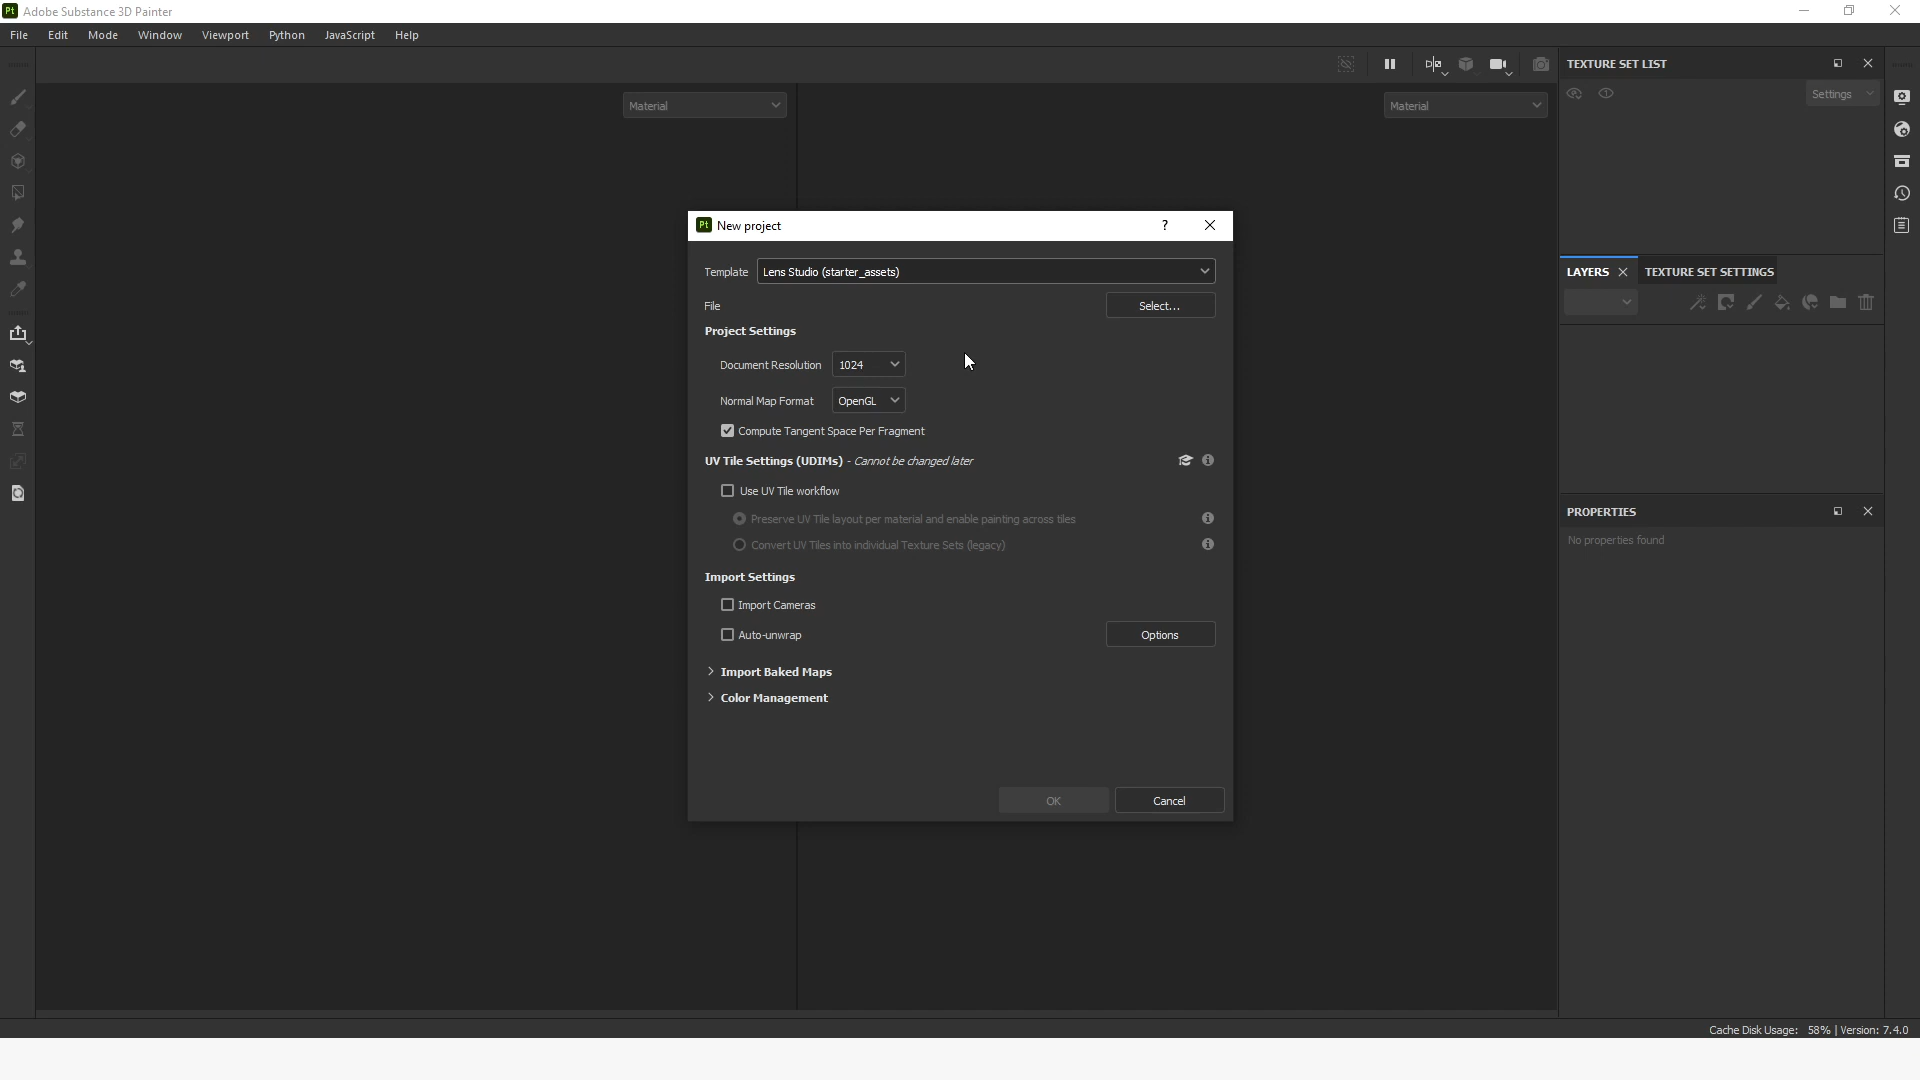 Pt Adobe Substance 3D Painter
File Edit Mode Window Viewport Python JavaScript Help
TEXTURE SET LIST
Settings
Material
Material
LAYERS TEXTURE SET SETTINGS
PROPERTIES
No properties found
Pt New project ?
Template Lens Studio (starter_assets)
File Select...
Project Settings
Document Resolution 1024
Normal Map Format OpenGL
Compute Tangent Space Per Fragment
UV Tile Settings (UDIMs) - Cannot be changed later
Use UV Tile workflow
Preserve UV Tile layout per material and enable painting across tiles
Convert UV Tiles into individual Texture Sets (legacy)
Import Settings
Import Cameras
Auto-unwrap Options
Import Baked Maps
Color Management
OK Cancel
Cache Disk Usage: 58% | Version: 7.4.0